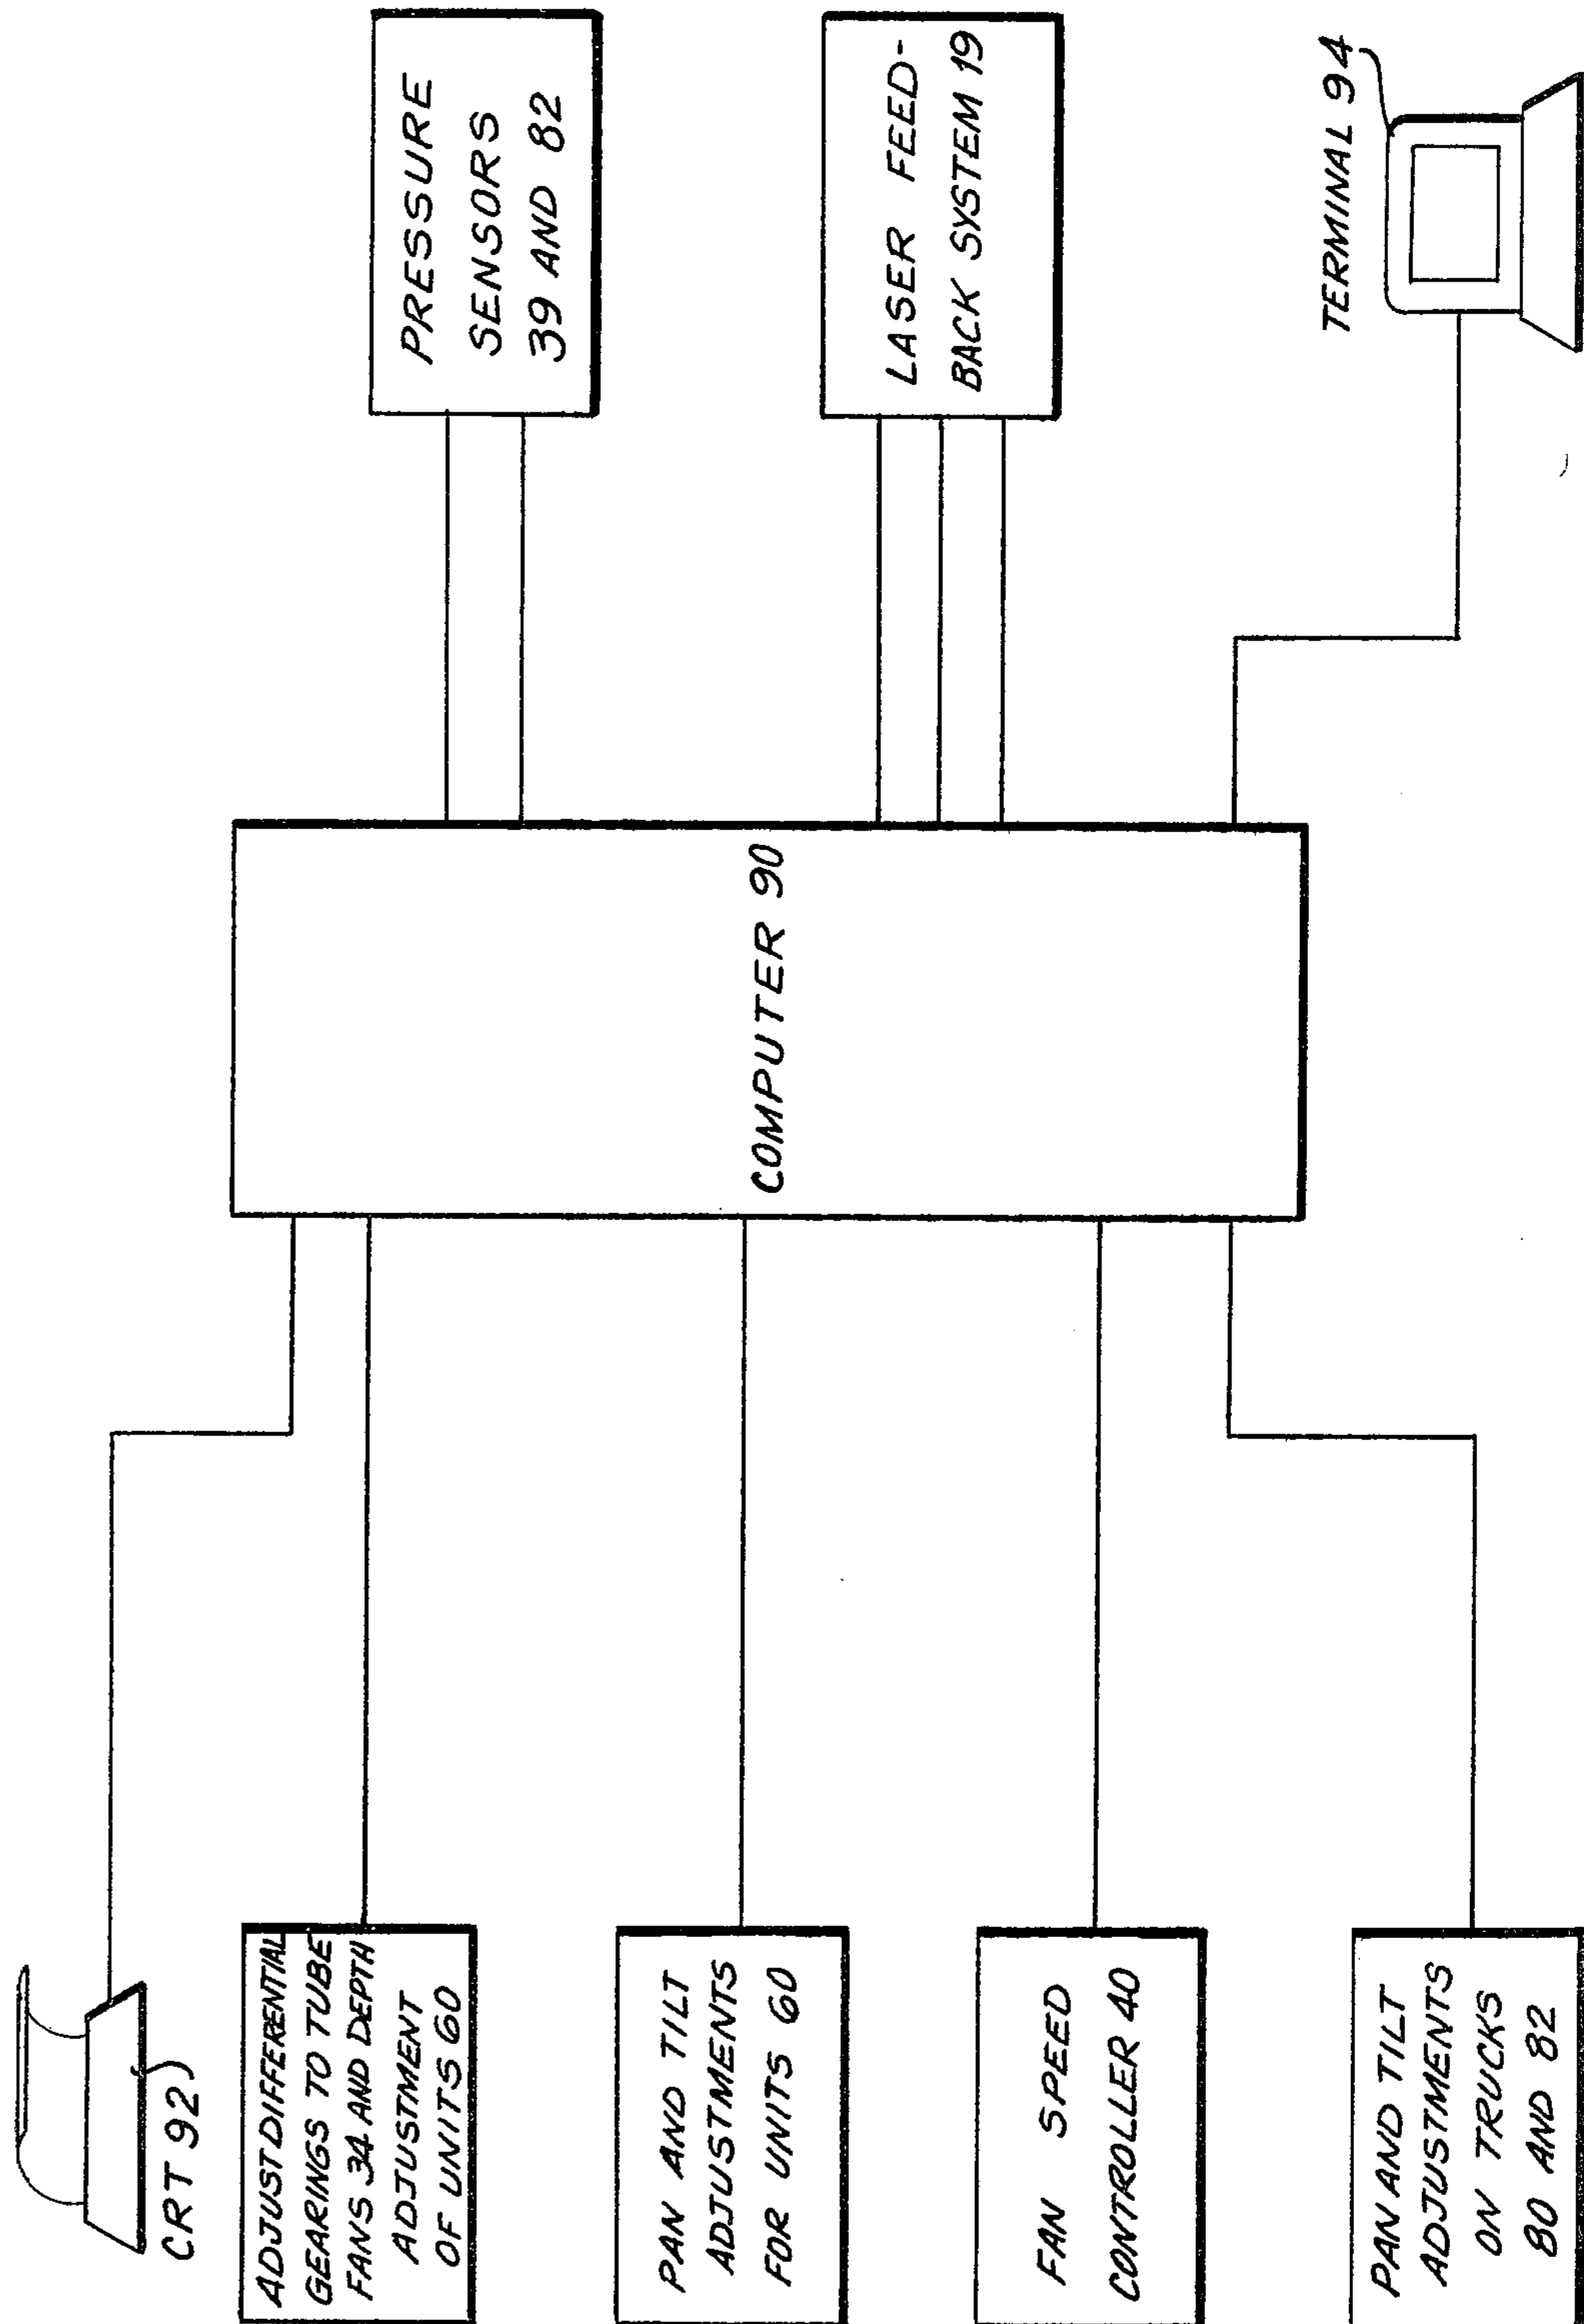 CRT 92
ADJUST DIFFERENTIAL
GEARINGS TO TUBE
FANS 34 AND DEPTH
ADJUSTMENT
OF UNITS 60
PAN AND TILT
ADJUSTMENTS
FOR UNITS 60
FAN SPEED
CONTROLLER 40
PAN AND TILT
ADJUSTMENTS
ON TRUCKS
80 AND 82
COMPUTER 90
PRESSURE
SENSORS
39 AND 82
LASER FEED-
BACK SYSTEM 19
TERMINAL 94